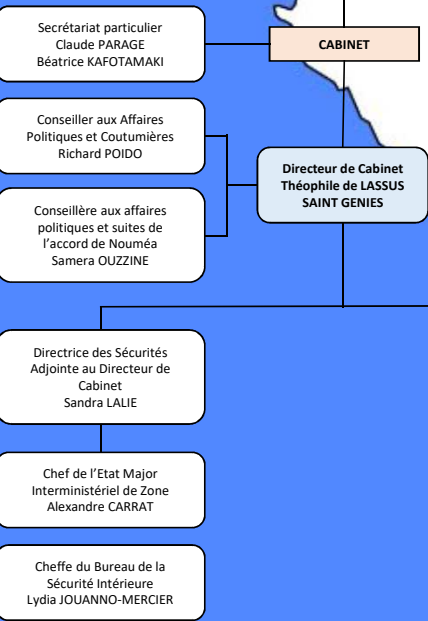 Secrétariat particulier
Claude PARAGE
Béatrice KAFOTAMAKI
CABINET
Conseiller aux Affaires
Politiques et Coutumières
Richard POIDO
Directeur de Cabinet
Théophile de LASSUS
SAINT GENIES
Conseillère aux affaires
politiques et suites de
l’accord de Nouméa
Samera OUZZINE
Directrice des Sécurités
Adjointe au Directeur de
Cabinet
Sandra LALIE
Chef de l’Etat Major
Interministériel de Zone
Alexandre CARRAT
Cheffe du Bureau de la
Sécurité Intérieure
Lydia JOUANNO-MERCIER